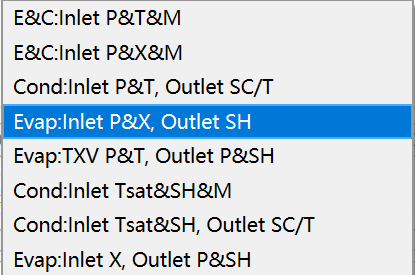 E&C:Inlet P&T&M
E&C:Inlet P&X&M
Cond:Inlet P&T, Outlet SC/T
Evap:Inlet P&X, Outlet SH
Evap:TXV P&T, Outlet P&SH
Cond:Inlet Tsat&SH&M
Cond:Inlet Tsat&SH, Outlet SC/T
Evap:Inlet X, Outlet P&SH